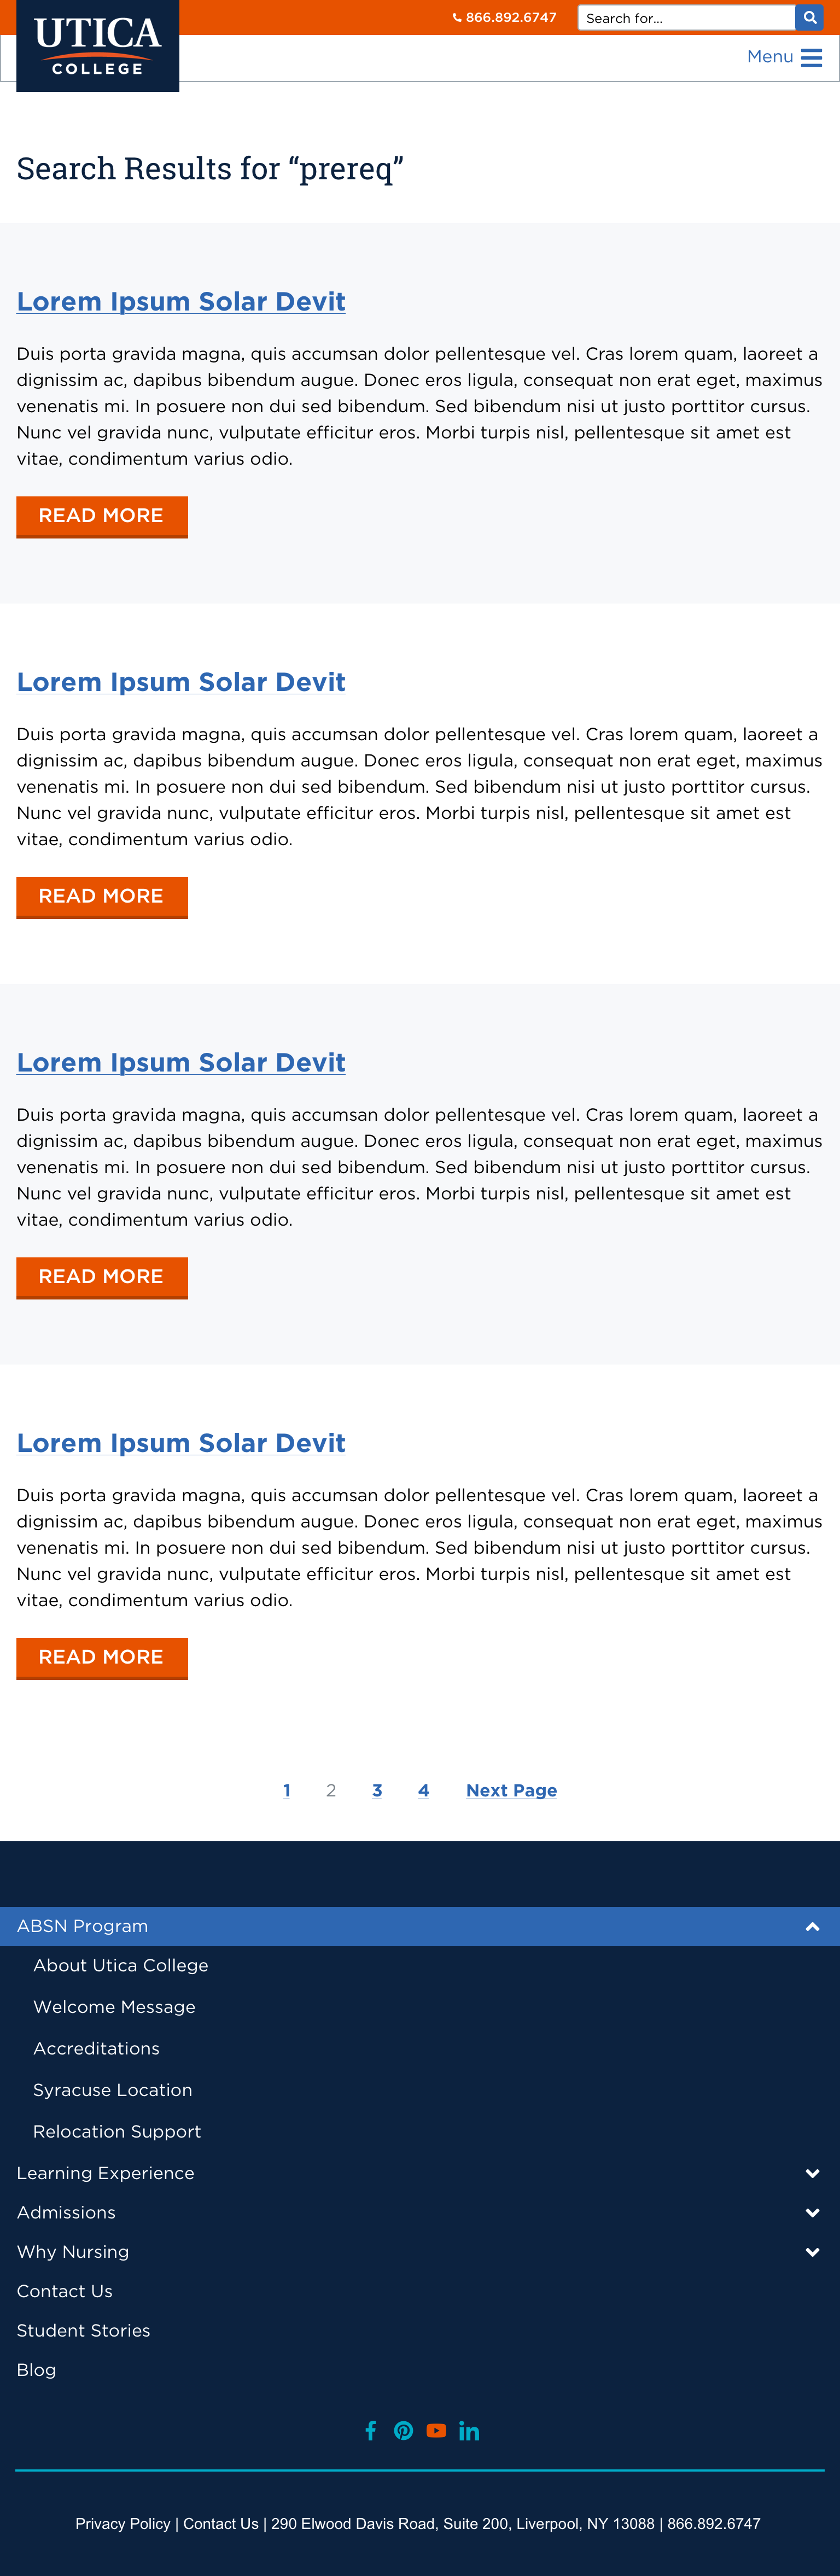 866.892.6747
Search for...
UTICA
COLLEGE
Menu
Search Results for “prereq”
Lorem Ipsum Solar Devit
Duis porta gravida magna, quis accumsan dolor pellentesque vel. Cras lorem quam, laoreet a
dignissim ac, dapibus bibendum augue. Donec eros ligula, consequat non erat eget, maximus
venenatis mi. In posuere non dui sed bibendum. Sed bibendum nisi ut justo porttitor cursus.
Nunc vel gravida nunc, vulputate efficitur eros. Morbi turpis nisl, pellentesque sit amet est
vitae, condimentum varius odio.
READ MORE
Lorem Ipsum Solar Devit
Duis porta gravida magna, quis accumsan dolor pellentesque vel. Cras lorem quam, laoreet a
dignissim ac, dapibus bibendum augue. Donec eros ligula, consequat non erat eget, maximus
venenatis mi. In posuere non dui sed bibendum. Sed bibendum nisi ut justo porttitor cursus.
Nunc vel gravida nunc, vulputate efficitur eros. Morbi turpis nisl, pellentesque sit amet est
vitae, condimentum varius odio.
READ MORE
Lorem Ipsum Solar Devit
Duis porta gravida magna, quis accumsan dolor pellentesque vel. Cras lorem quam, laoreet a
dignissim ac, dapibus bibendum augue. Donec eros ligula, consequat non erat eget, maximus
venenatis mi. In posuere non dui sed bibendum. Sed bibendum nisi ut justo porttitor cursus.
Nunc vel gravida nunc, vulputate efficitur eros. Morbi turpis nisl, pellentesque sit amet est
vitae, condimentum varius odio.
READ MORE
Lorem Ipsum Solar Devit
Duis porta gravida magna, quis accumsan dolor pellentesque vel. Cras lorem quam, laoreet a
dignissim ac, dapibus bibendum augue. Donec eros ligula, consequat non erat eget, maximus
venenatis mi. In posuere non dui sed bibendum. Sed bibendum nisi ut justo porttitor cursus.
Nunc vel gravida nunc, vulputate efficitur eros. Morbi turpis nisl, pellentesque sit amet est
vitae, condimentum varius odio.
READ MORE
1 2 3 4 Next Page
ABSN Program
About Utica College
Welcome Message
Accreditations
Syracuse Location
Relocation Support
Learning Experience
Admissions
Why Nursing
Contact Us
Student Stories
Blog
Privacy Policy | Contact Us | 290 Elwood Davis Road, Suite 200, Liverpool, NY 13088 | 866.892.6747